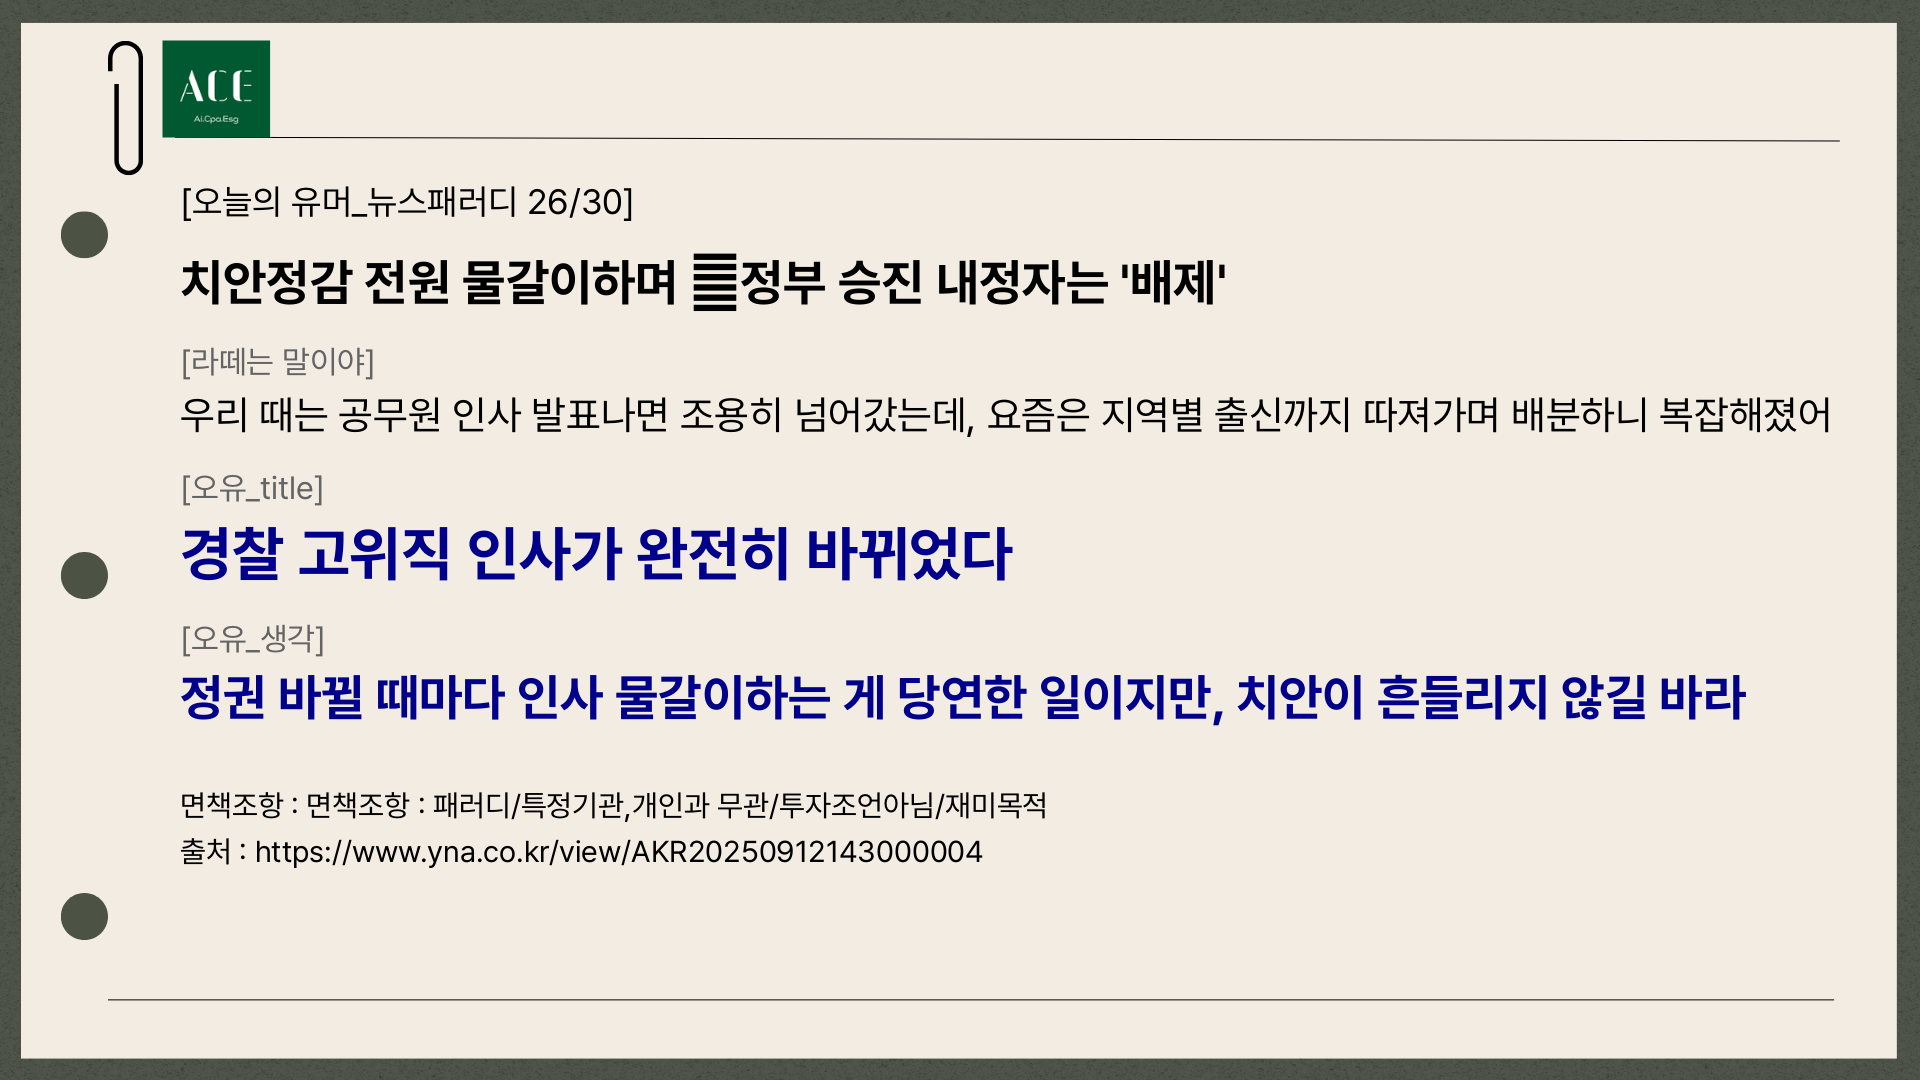 ACE
Ai.Cpa.Esg
[오늘의 유머_뉴스패러디 26/30]
치안정감 전원 물갈이하며 정부 승진 내정자는 '배제'
[라떼는 말이야]
우리 때는 공무원 인사 발표나면 조용히 넘어갔는데, 요즘은 지역별 출신까지 따져가며 배분하니 복잡해졌어
[오유_title]
경찰 고위직 인사가 완전히 바뀌었다
[오유_생각]
정권 바뀔 때마다 인사 물갈이하는 게 당연한 일이지만, 치안이 흔들리지 않길 바라
면책조항 : 면책조항 : 패러디/특정기관,개인과 무관/투자조언아님/재미목적
출처 : https://www.yna.co.kr/view/AKR20250912143000004